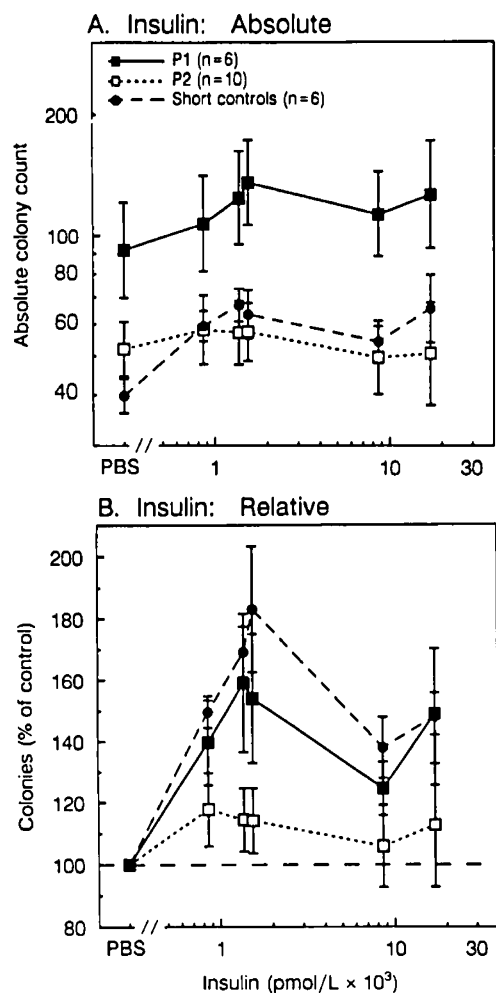 A. Insulin: Absolute
P1 (n=6)
P2 (n=10)
Short controls (n=6)
200
100
80
60
40
Absolute colony count
PBS // 1 10 30
B. Insulin: Relative
200
180
160
140
120
100
80
Colonies (% of control)
PBS // 1 10 30
Insulin (pmol/L × 10³)